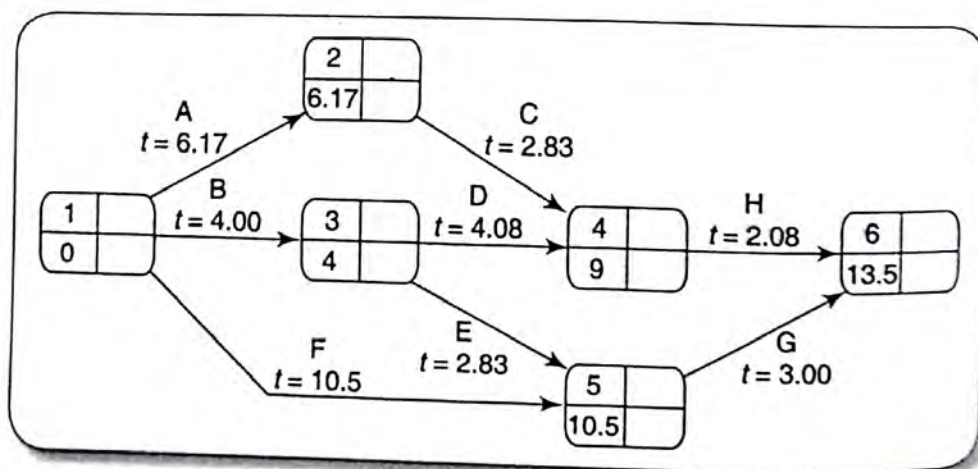 2
6.17
A
t = 6.17
C
t = 2.83
1
0
B
t = 4.00
3
4
D
t = 4.08
4
9
H
t = 2.08
6
13.5
F
t = 10.5
E
t = 2.83
5
10.5
G
t = 3.00